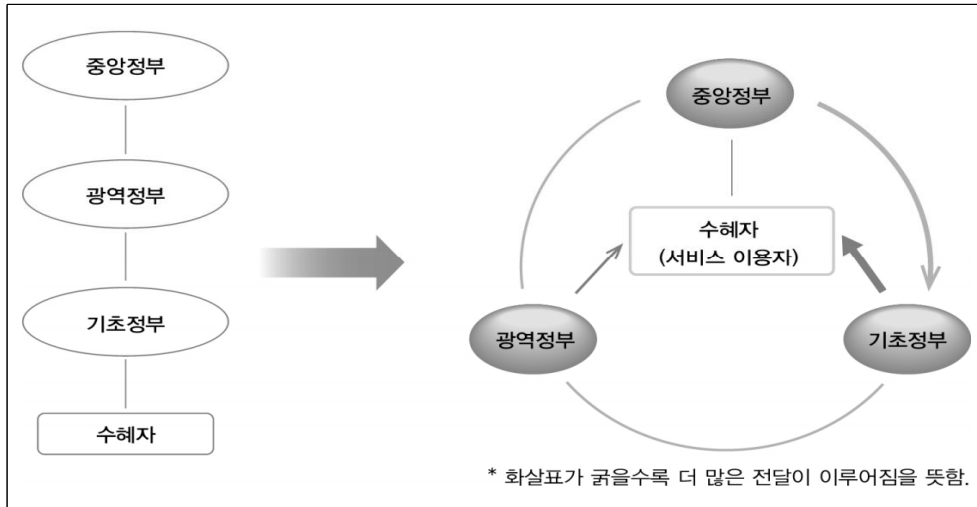 중앙정부
광역정부
기초정부
수혜자
중앙정부
수혜자
(서비스 이용자)
광역정부
기초정부
* 화살표가 굵을수록 더 많은 전달이 이루어짐을 뜻함.